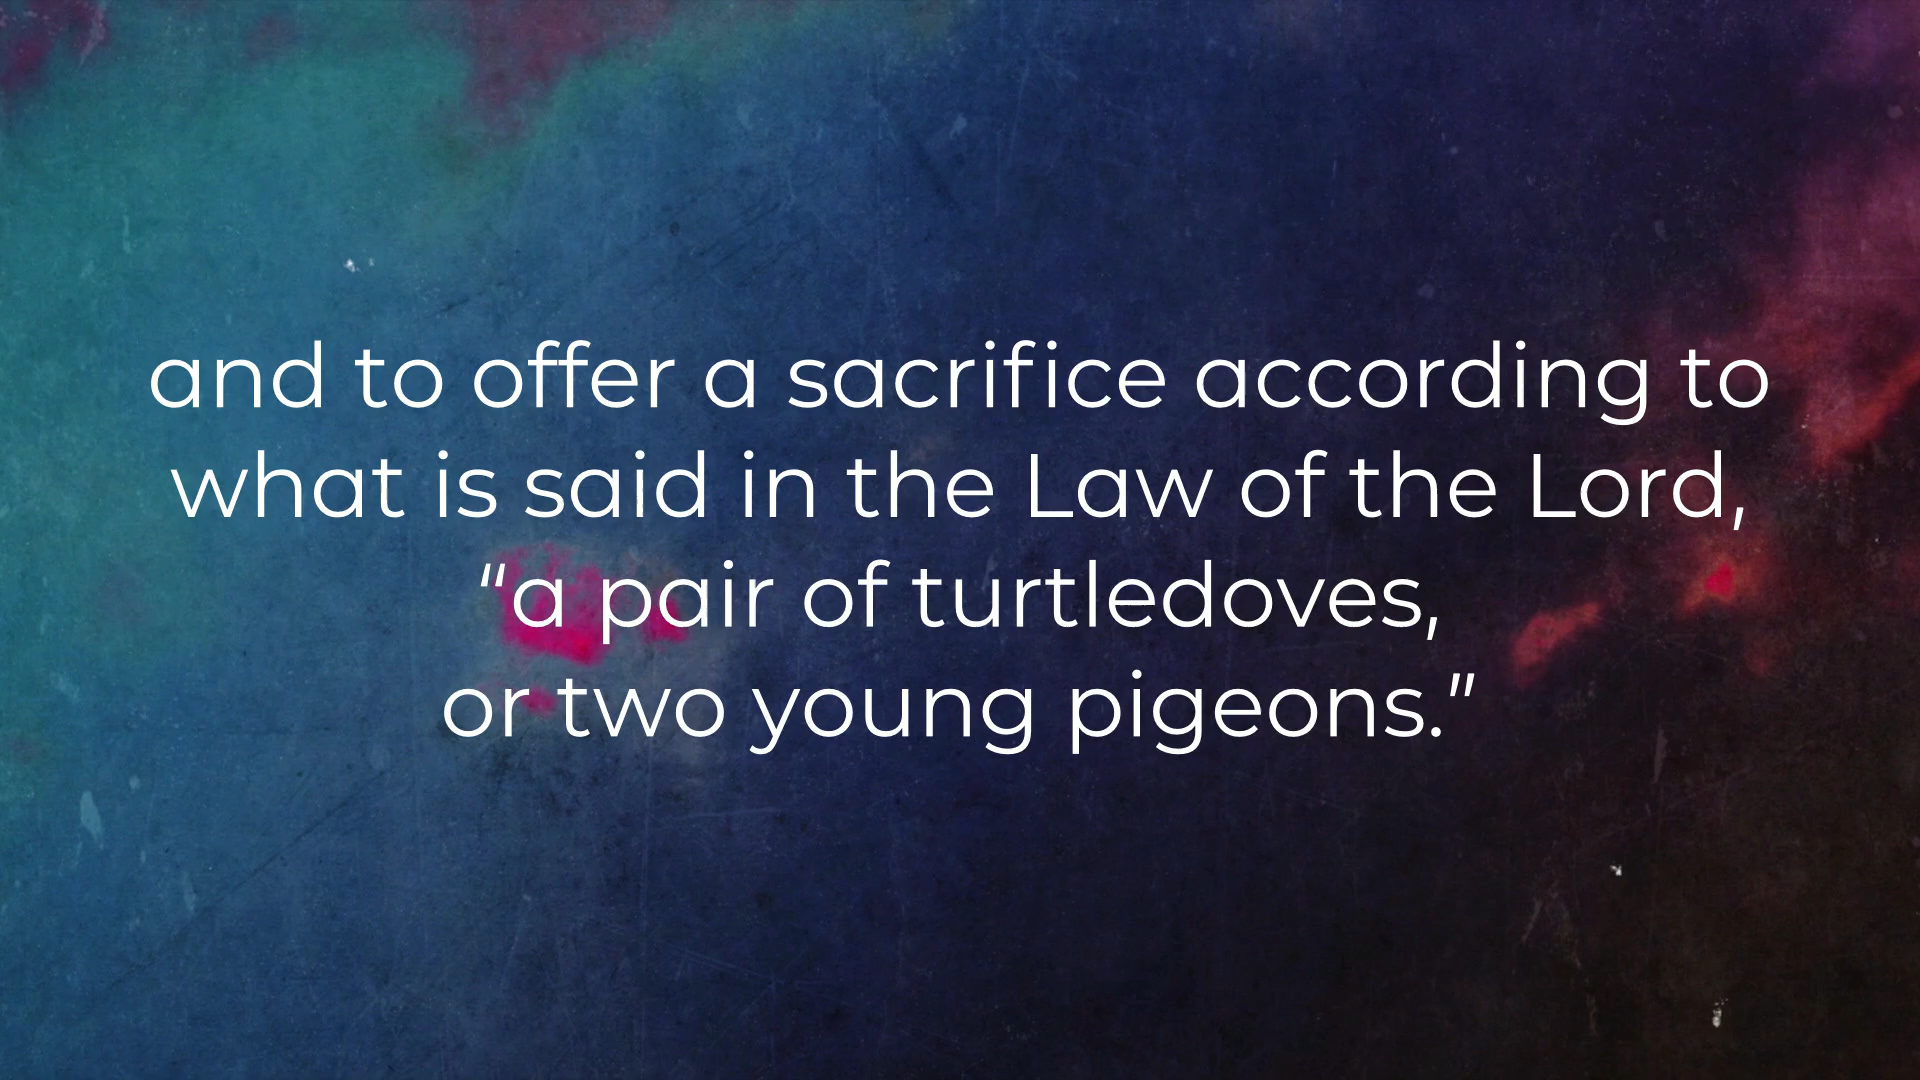 and to offer a sacrifice according to
what is said in the Law of the Lord,
“a pair of turtledoves,
or two young pigeons.”